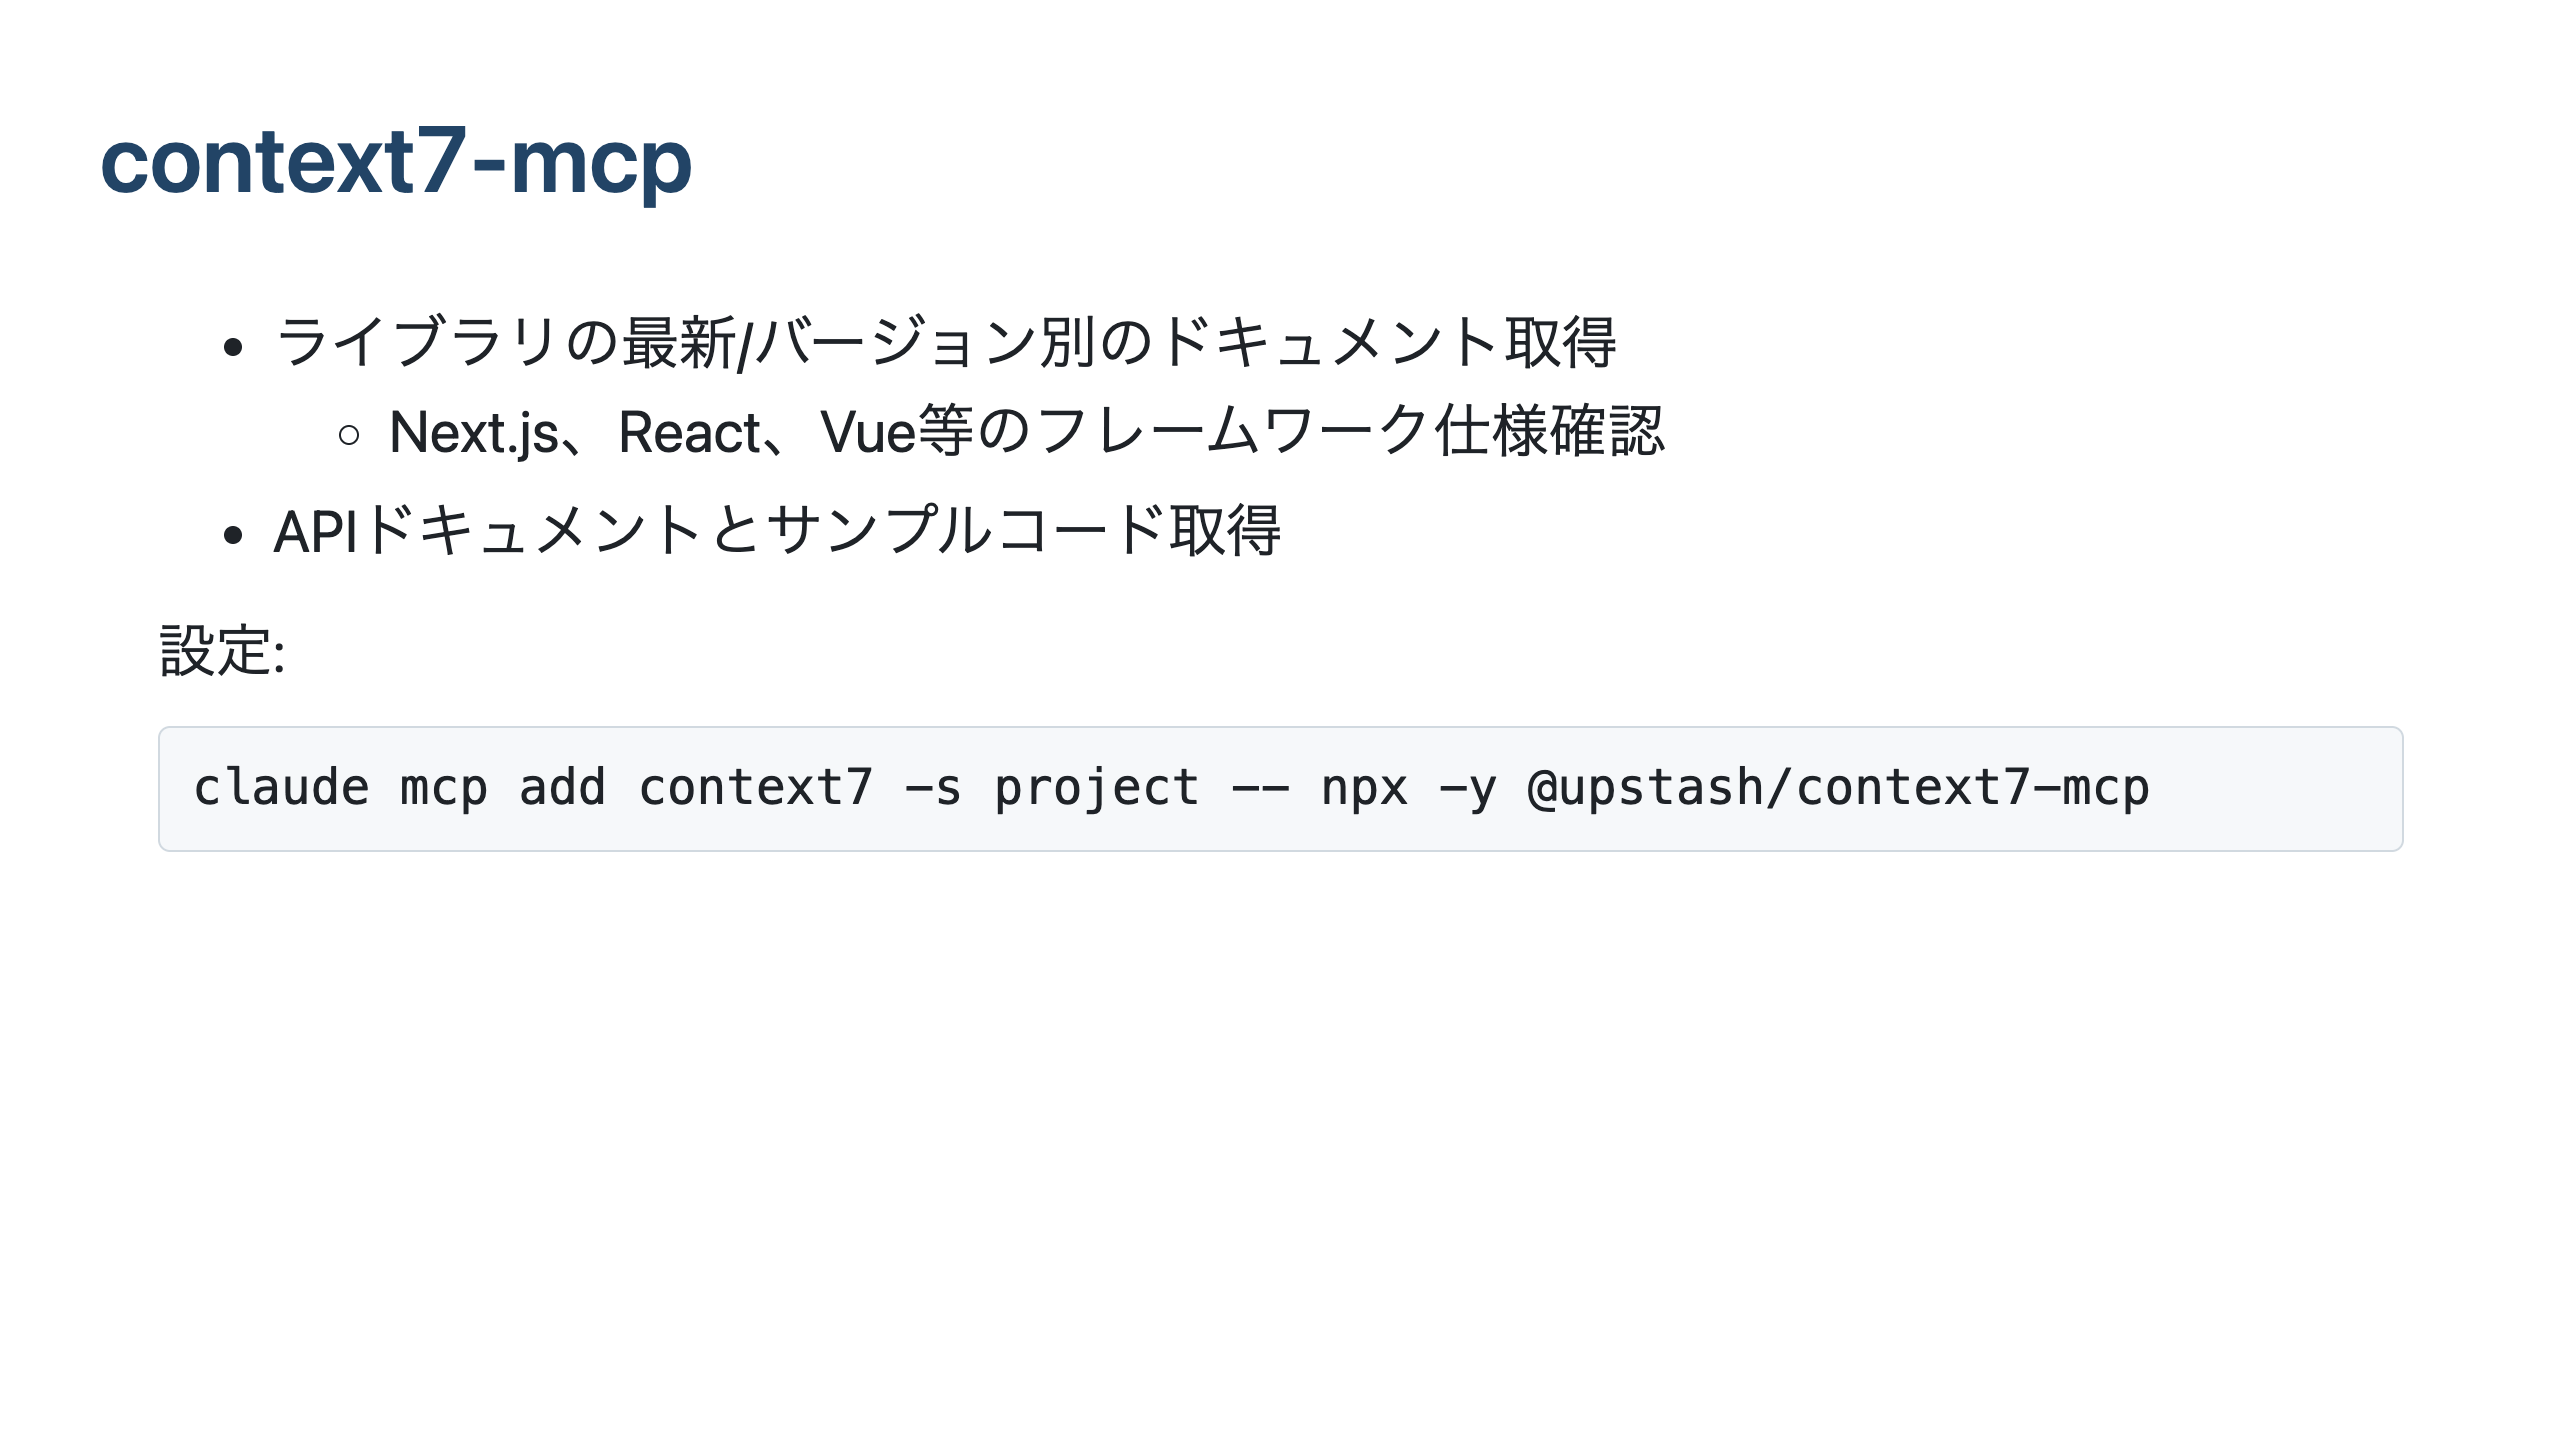 context7-mcp
ライブラリの最新/バージョン別のドキュメント取得
Next.js、React、Vue等のフレームワーク仕様確認
APIドキュメントとサンプルコード取得
設定:
claude mcp add context7 -s project -- npx -y @upstash/context7-mcp